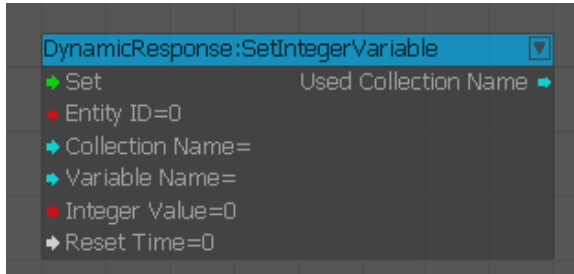 DynamicResponse:SetIntegerVariable
Set Used Collection Name
Entity ID=0
Collection Name=
Variable Name=
Integer Value=0
Reset Time=0